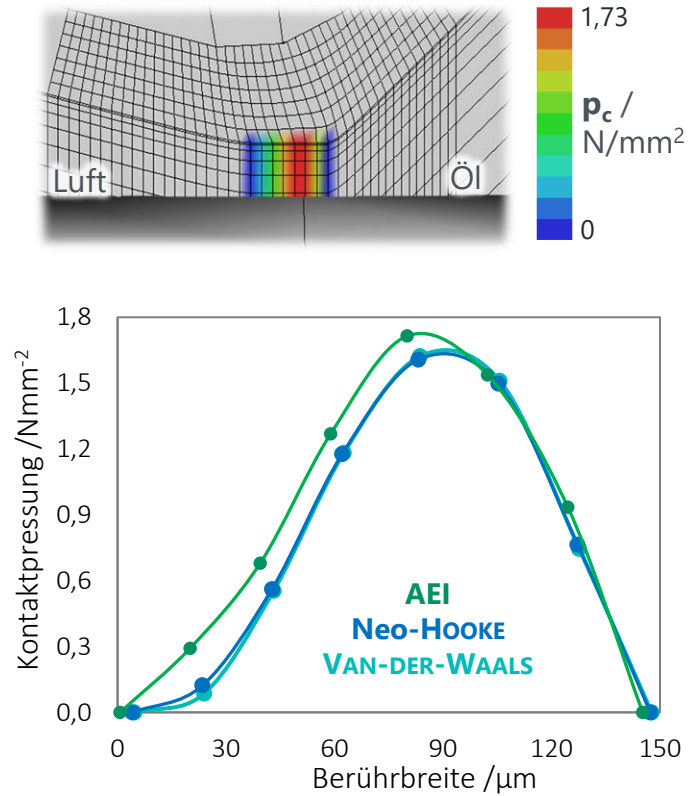 1,73
p_c /
N/mm²
0
Luft
Öl
1,8
1,5
1,2
0,9
0,6
0,3
0,0
Kontaktpressung /Nmm⁻²
AEI
Neo-HOOKE
VAN-DER-WAALS
0 30 60 90 120 150
Berührbreite /µm